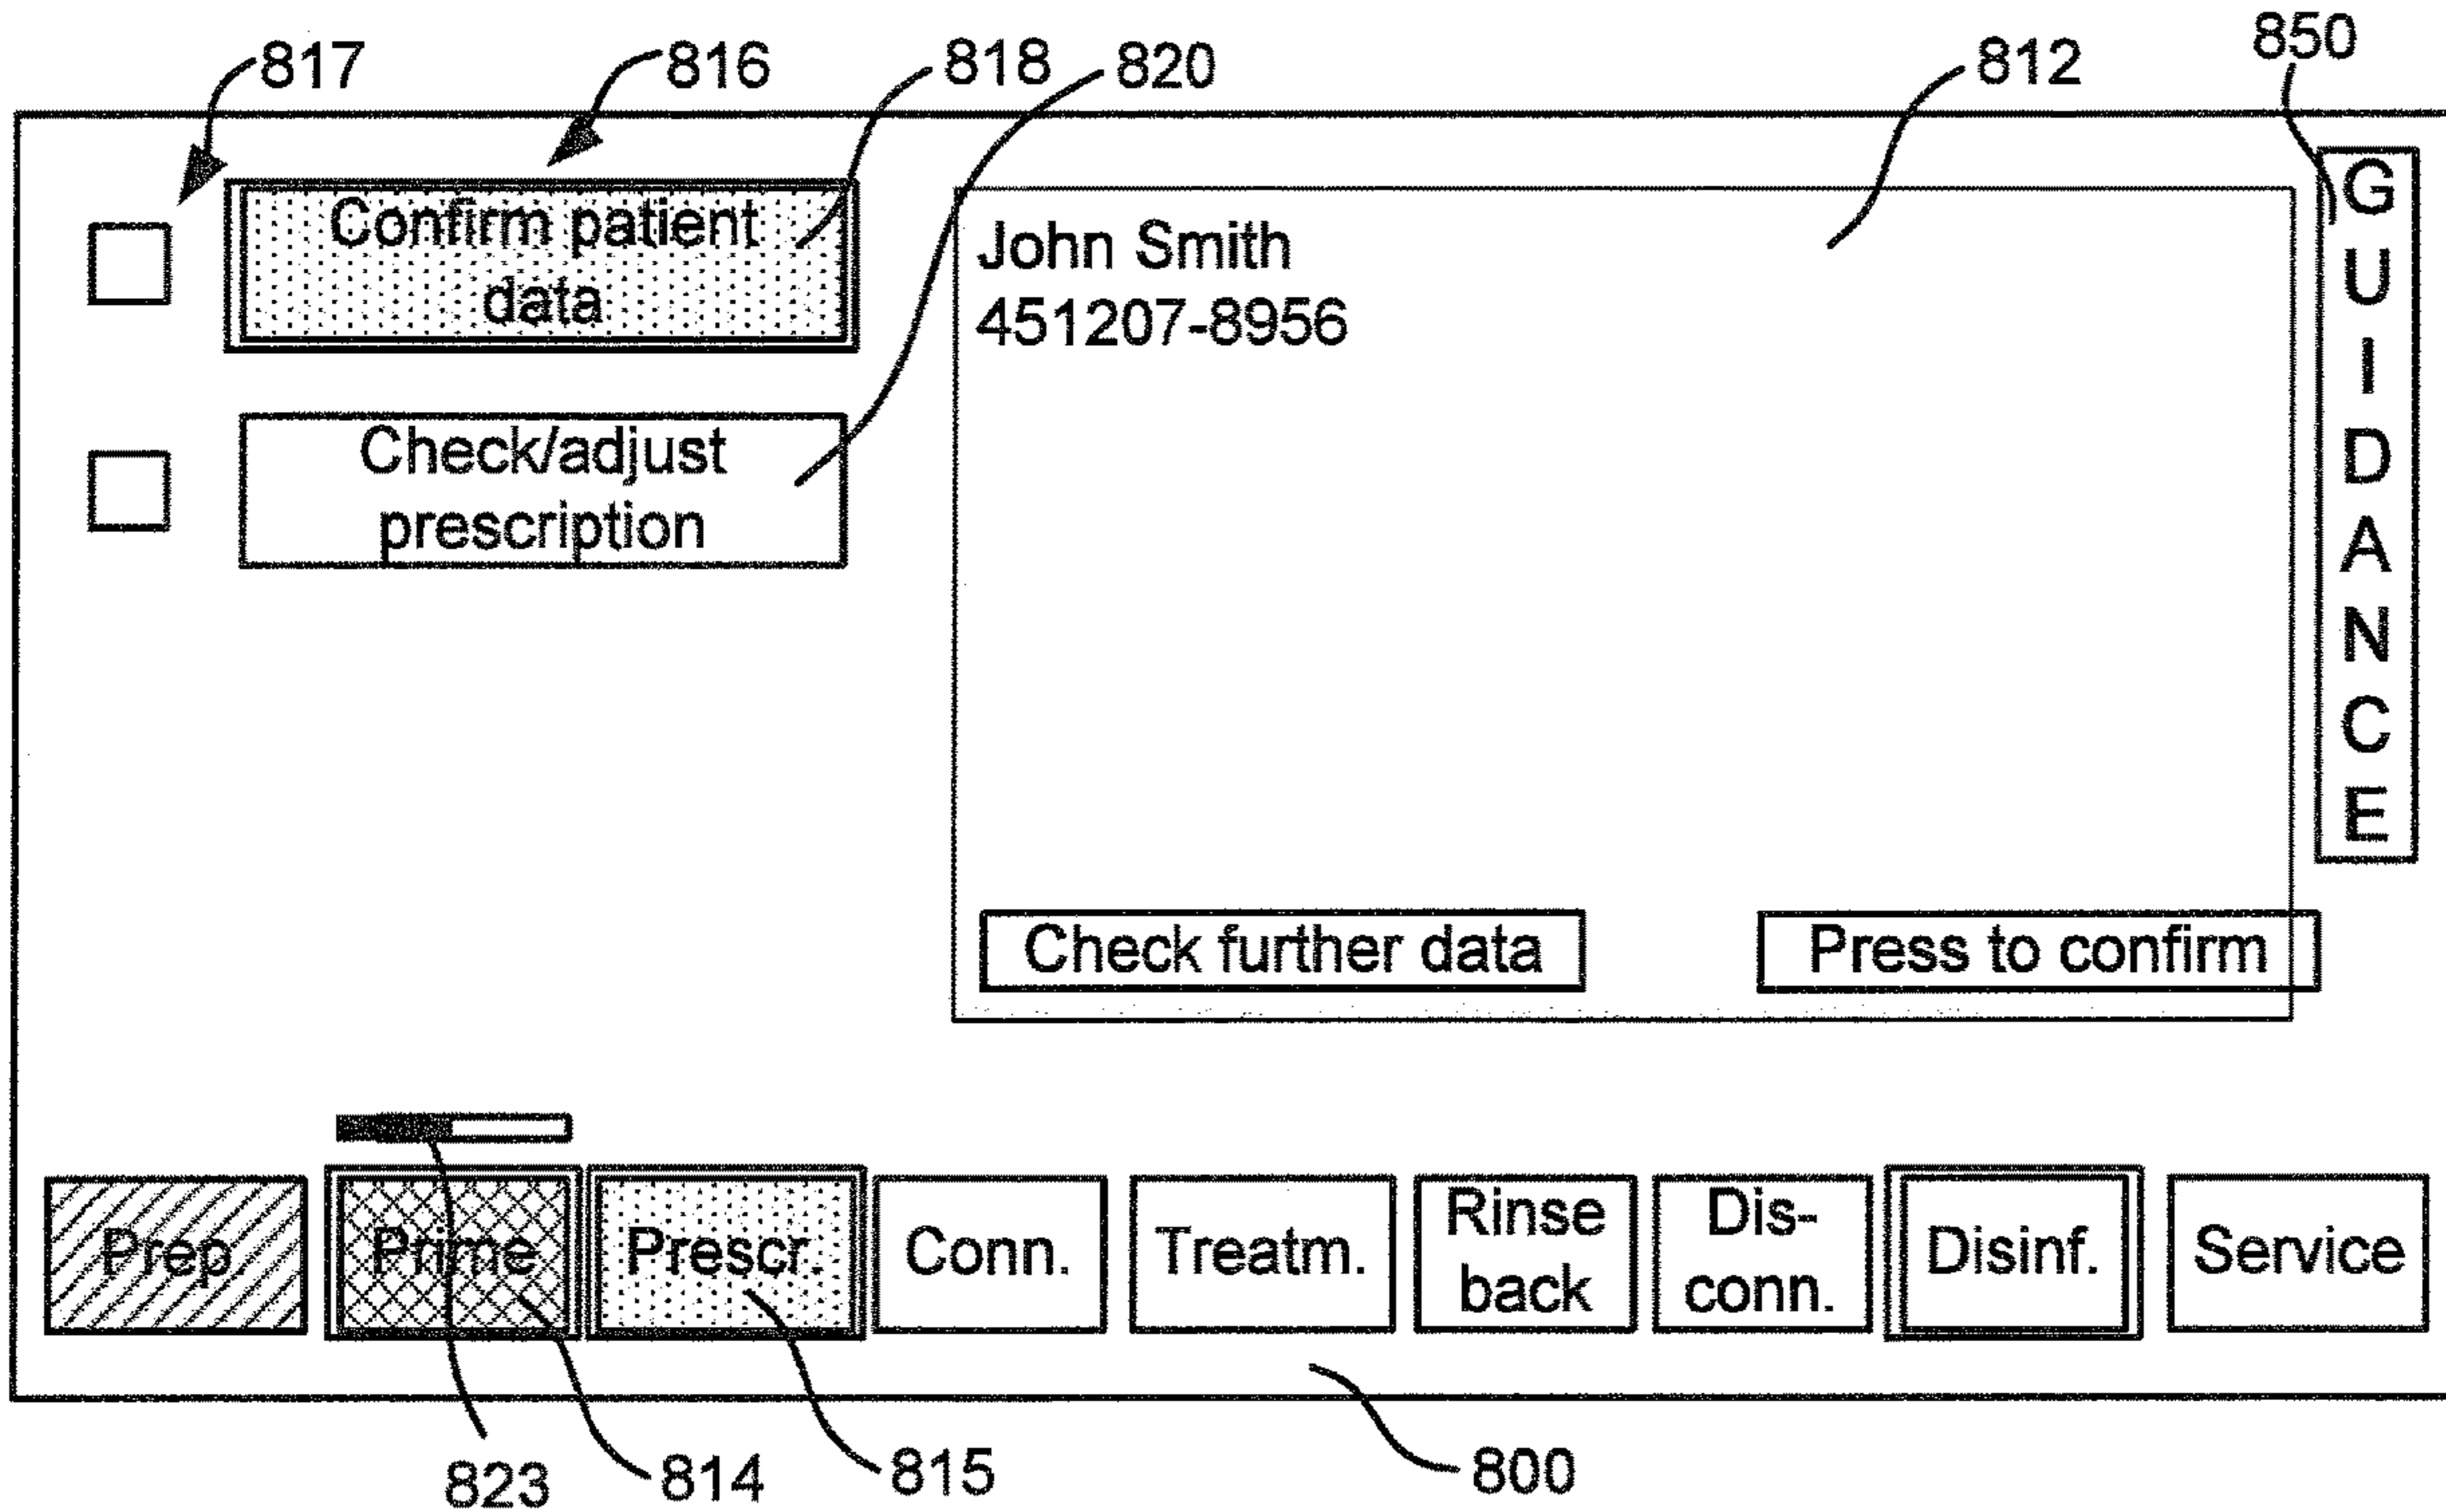 817
816
818
820
812
850
Confirm patient
data
John Smith
451207-8956
Check/adjust
prescription
GUIDANCE
Check further data
Press to confirm
Prep
Prime
Prescr.
Conn.
Treatm.
Rinse
back
Dis-
conn.
Disinf.
Service
823
814
815
800